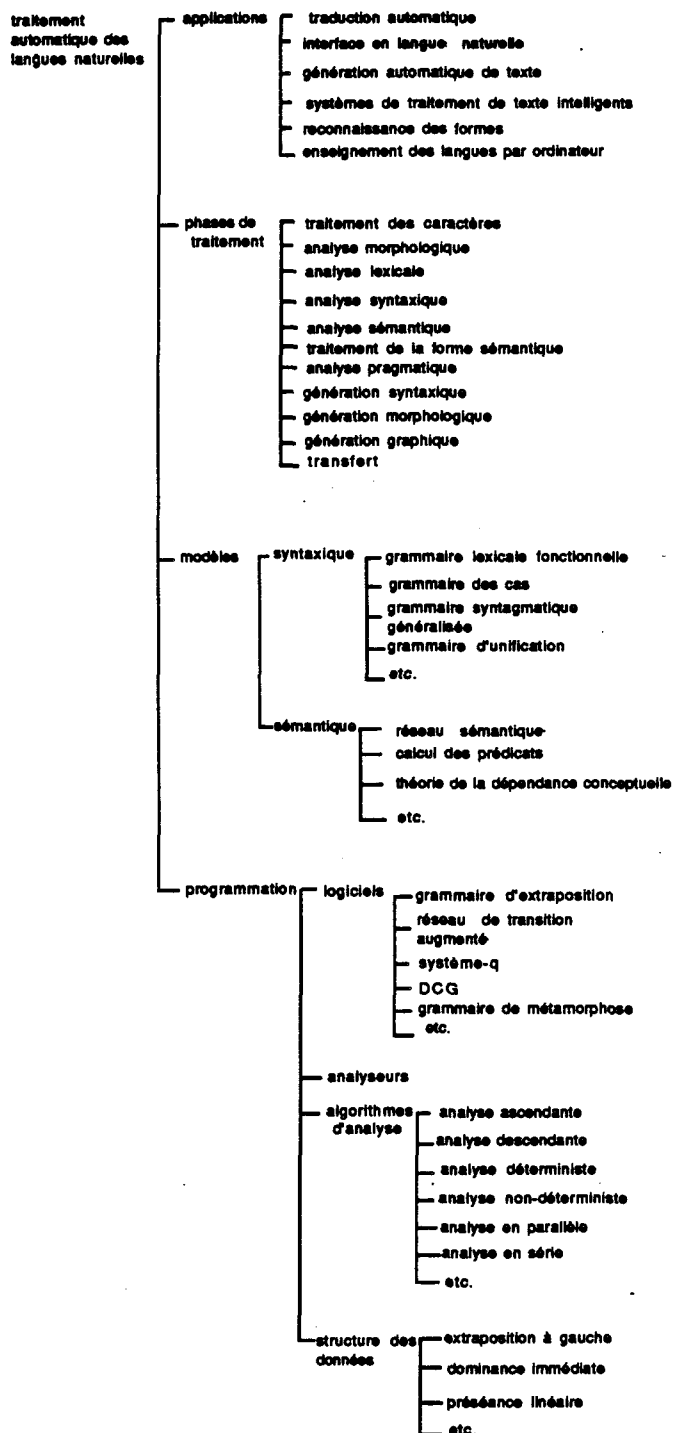 traitement
automatique des
langues naturelles
applications
traduction automatique
interface en langue naturelle
génération automatique de texte
systèmes de traitement de texte intelligents
reconnaissance des formes
enseignement des langues par ordinateur
phases de
traitement
traitement des caractères
analyse morphologique
analyse lexicale
analyse syntaxique
analyse sémantique
traitement de la forme sémantique
analyse pragmatique
génération syntaxique
génération morphologique
génération graphique
transfert
modèles
syntaxique
grammaire lexicale fonctionnelle
grammaire des cas
grammaire syntagmatique
généralisée
grammaire d'unification
etc.
sémantique
réseau sémantique
calcul des prédicats
théorie de la dépendance conceptuelle
etc.
programmation
logiciels
grammaire d'extraposition
réseau de transition
augmenté
système-q
DCG
grammaire de métamorphose
etc.
analyseurs
algorithmes
d'analyse
analyse ascendante
analyse descendante
analyse déterministe
analyse non-déterministe
analyse en parallèle
analyse en série
etc.
structure des
données
extraposition à gauche
dominance immédiate
préséance linéaire
etc.